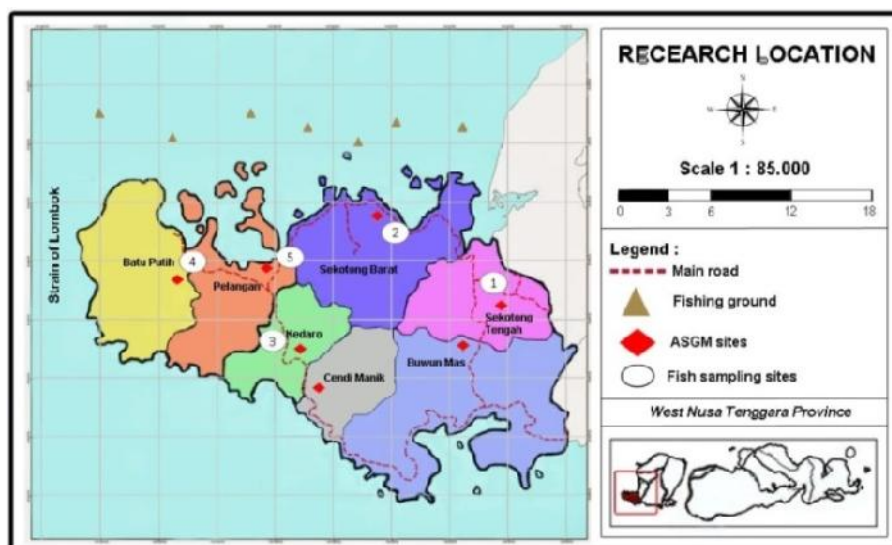 Strain of Lombok
Batu Putih
4
Pelangan
5
Sekotong Barat
2
1
Sekotong
Tengah
3
Kedaro
Cendi Manik
Buwun Mas
RECEARCH LOCATION
N
W
E
S
Scale 1 : 85.000
0 3 6 12 18
Legend :
Main road
Fishing ground
ASGM sites
Fish sampling sites
West Nusa Tenggara Province